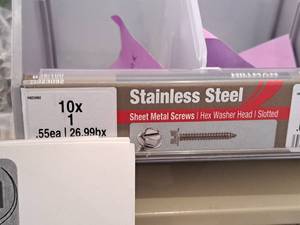 10x
1
.55ea | 26.99bx
Stainless Steel
Sheet Metal Screws | Hex Washer Head | Slotted